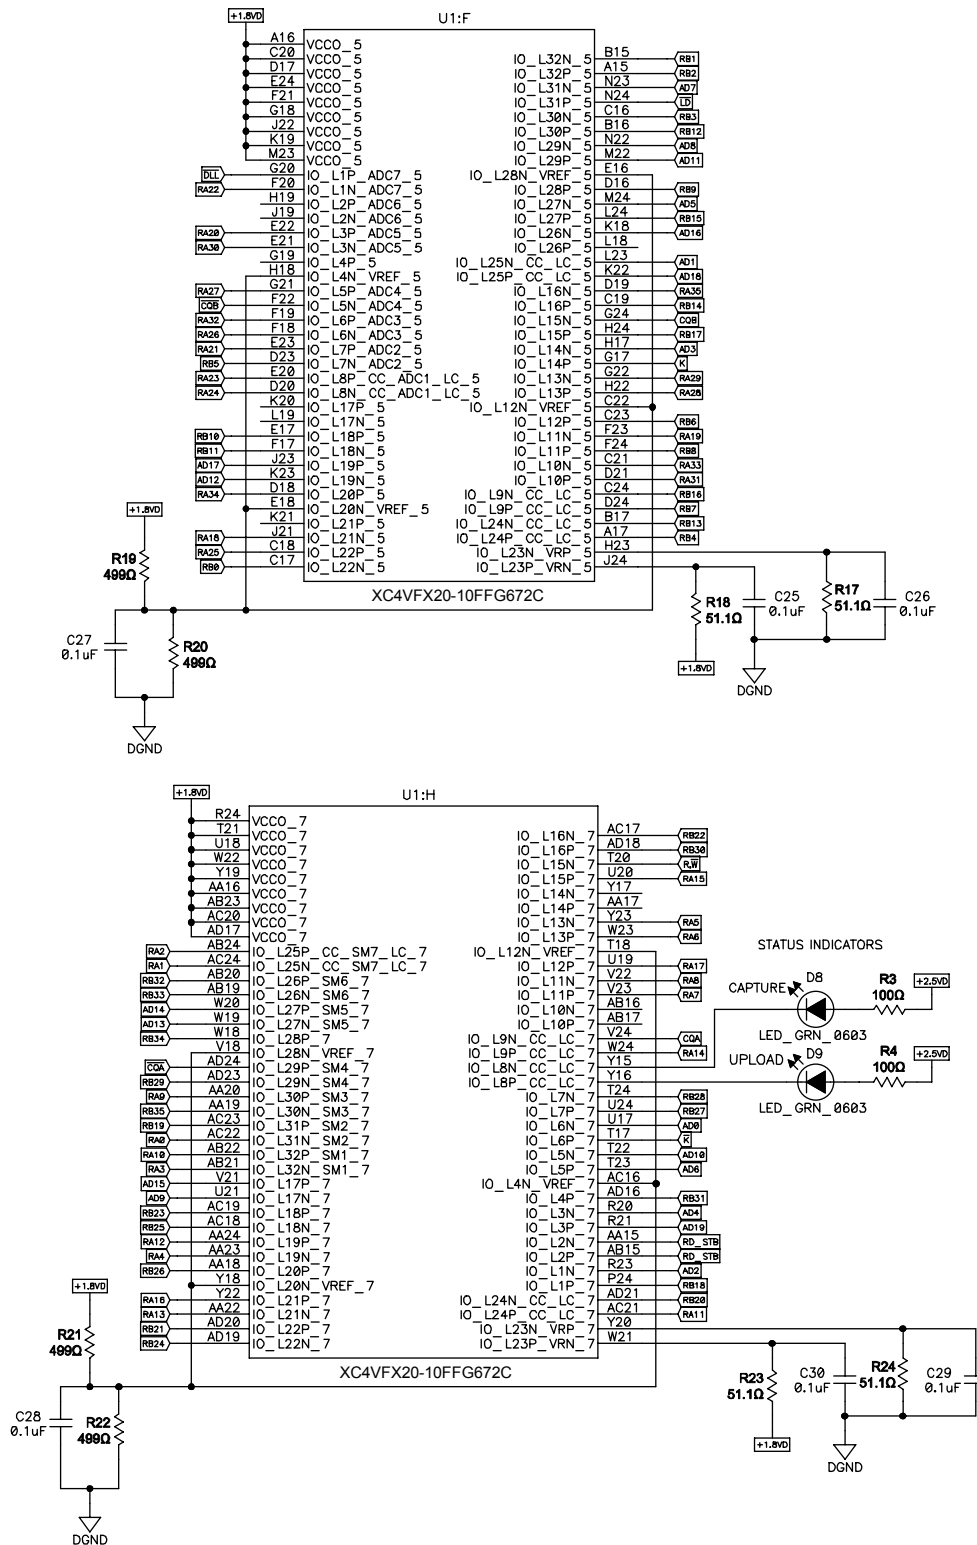 +1.8VD
U1:F
A16 VCCO_5
C20 VCCO_5 IO_L32N_5 B15 RB1
D17 VCCO_5 IO_L32P_5 A15 RB2
E24 VCCO_5 IO_L31N_5 N23 AD7
F21 VCCO_5 IO_L31P_5 N24 LD
G18 VCCO_5 IO_L30N_5 C16 RB3
J22 VCCO_5 IO_L30P_5 B16 RB12
K19 VCCO_5 IO_L29N_5 N22 AD8
M23 VCCO_5 IO_L29P_5 M22 AD11
DLL G20 IO_L1P_ADC7_5 IO_L28N_VREF_5 E16
RA22 F20 IO_L1N_ADC7_5 IO_L28P_5 D16 RB9
H19 IO_L2P_ADC6_5 IO_L27N_5 M24 AD5
J19 IO_L2N_ADC6_5 IO_L27P_5 L24 RB15
RA20 E22 IO_L3P_ADC5_5 IO_L26N_5 K18 AD16
RA30 E21 IO_L3N_ADC5_5 IO_L26P_5 L18
G19 IO_L4P_5 IO_L25N_CC_LC_5 L23 AD1
H18 IO_L4N_VREF_5 IO_L25P_CC_LC_5 K22 AD18
RA27 G21 IO_L5P_ADC4_5 IO_L16N_5 D19 RA35
CQB F22 IO_L5N_ADC4_5 IO_L16P_5 C19 RB14
RA32 F19 IO_L6P_ADC3_5 IO_L15N_5 G24 CQB
RA26 F18 IO_L6N_ADC3_5 IO_L15P_5 H24 RB17
RA21 E23 IO_L7P_ADC2_5 IO_L14N_5 H17 AD3
RB5 D23 IO_L7N_ADC2_5 IO_L14P_5 G17 K
RA23 E20 IO_L8P_CC_ADC1_LC_5 IO_L13N_5 G22 RA29
RA24 D20 IO_L8N_CC_ADC1_LC_5 IO_L13P_5 H22 RA28
K20 IO_L17P_5 IO_L12N_VREF_5 C22
L19 IO_L17N_5 IO_L12P_5 C23 RB6
RB10 E17 IO_L18P_5 IO_L11N_5 F23 RA19
RB11 F17 IO_L18N_5 IO_L11P_5 F24 RB8
AD17 J23 IO_L19P_5 IO_L10N_5 C21 RA33
AD12 K23 IO_L19N_5 IO_L10P_5 D21 RA31
RA34 D18 IO_L20P_5 IO_L9N_CC_LC_5 C24 RB16
E18 IO_L20N_VREF_5 IO_L9P_CC_LC_5 D24 RB7
K21 IO_L21P_5 IO_L24N_CC_LC_5 B17 RB13
RA18 J21 IO_L21N_5 IO_L24P_CC_LC_5 A17 RB4
RA25 C18 IO_L22P_5 IO_L23N_VRP_5 H23
RB0 C17 IO_L22N_5 IO_L23P_VRN_5 J24
XC4VFX20-10FFG672C
+1.8VD
R19
499Ω
C27
0.1uF
R20
499Ω
DGND
R18
51.1Ω
C25
0.1uF
R17
51.1Ω
C26
0.1uF
+1.8VD
DGND
+1.8VD
U1:H
R24 VCCO_7
T21 VCCO_7 IO_L16N_7 AC17 RB22
U18 VCCO_7 IO_L16P_7 AD18 RB30
W22 VCCO_7 IO_L15N_7 T20 R/W
Y19 VCCO_7 IO_L15P_7 U20 RA15
AA16 VCCO_7 IO_L14N_7 Y17
AB23 VCCO_7 IO_L14P_7 AA17
AC20 VCCO_7 IO_L13N_7 Y23 RA5
AD17 VCCO_7 IO_L13P_7 W23 RA6
RA2 AB24 IO_L25P_CC_SM7_LC_7 IO_L12N_VREF_7 T18
RA1 AC24 IO_L25N_CC_SM7_LC_7 IO_L12P_7 U19 RA17
RB32 AB20 IO_L26P_SM6_7 IO_L11N_7 V22 RA8
RB33 AB19 IO_L26N_SM6_7 IO_L11P_7 V23 RA7
AD14 W20 IO_L27P_SM5_7 IO_L10N_7 AB16
AD13 W19 IO_L27N_SM5_7 IO_L10P_7 AB17
RB34 W18 IO_L28P_7 IO_L9N_CC_LC_7 V24 CQA
V18 IO_L28N_VREF_7 IO_L9P_CC_LC_7 W24 RA14
CQA AD24 IO_L29P_SM4_7 IO_L8N_CC_LC_7 Y15
RB29 AD23 IO_L29N_SM4_7 IO_L8P_CC_LC_7 Y16
RA9 AA20 IO_L30P_SM3_7 IO_L7N_7 T24 RB28
RB35 AA19 IO_L30N_SM3_7 IO_L7P_7 U24 RB27
RB19 AC23 IO_L31P_SM2_7 IO_L6N_7 U17 AD0
RA0 AC22 IO_L31N_SM2_7 IO_L6P_7 T17 K
RA10 AB22 IO_L32P_SM1_7 IO_L5N_7 T22 AD10
RA3 AB21 IO_L32N_SM1_7 IO_L5P_7 T23 AD6
AD15 V21 IO_L17P_7 IO_L4N_VREF_7 AC16
AD9 U21 IO_L17N_7 IO_L4P_7 AD16 RB31
RB23 AC19 IO_L18P_7 IO_L3N_7 R20 AD4
RB25 AC18 IO_L18N_7 IO_L3P_7 R21 AD19
RA12 AA24 IO_L19P_7 IO_L2N_7 AA15 RD_STB
RA4 AA23 IO_L19N_7 IO_L2P_7 AB15 RD_STB
RB26 AA18 IO_L20P_7 IO_L1N_7 R23 AD2
Y18 IO_L20N_VREF_7 IO_L1P_7 P24 RB18
RA16 Y22 IO_L21P_7 IO_L24N_CC_LC_7 AD21 RB20
RA13 AA22 IO_L21N_7 IO_L24P_CC_LC_7 AC21 RA11
RB21 AD20 IO_L22P_7 IO_L23N_VRP_7 Y20
RB24 AD19 IO_L22N_7 IO_L23P_VRN_7 W21
XC4VFX20-10FFG672C
STATUS INDICATORS
CAPTURE D8 R3 +2.5VD
100Ω
LED_GRN_0603
UPLOAD D9 R4 +2.5VD
100Ω
LED_GRN_0603
+1.8VD
R21
499Ω
C28
0.1uF
R22
499Ω
DGND
R23
51.1Ω
C30
0.1uF
R24
51.1Ω
C29
0.1uF
+1.8VD
DGND